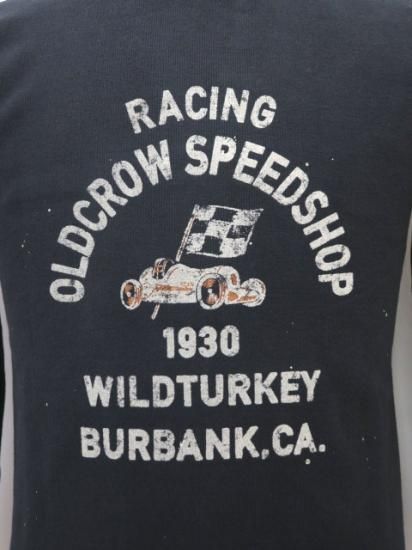 RACING
OLDCROW SPEEDSHOP
1930
WILDTURKEY
BURBANK, CA.